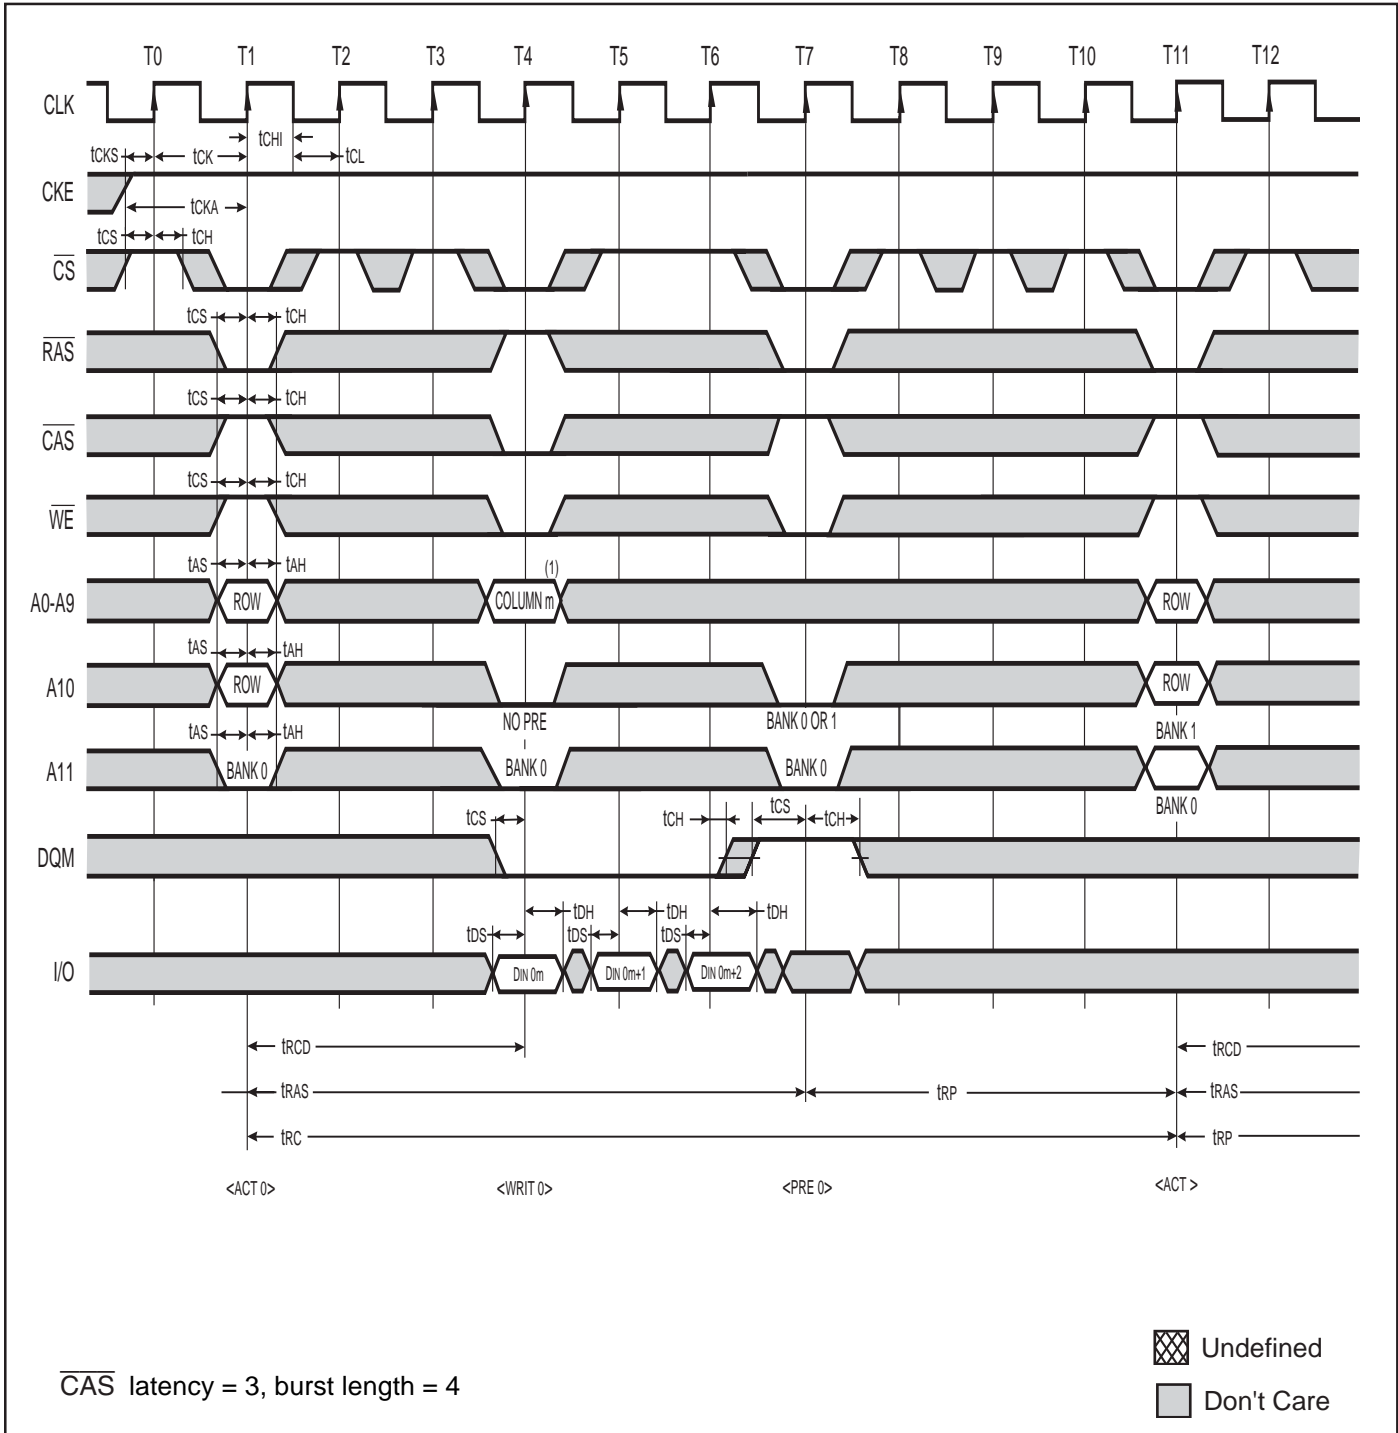 T0 T1 T2 T3 T4 T5 T6 T7 T8 T9 T10 T11 T12
CLK
tCHI
tCKS tCK tCL
CKE
tCKA
tCS tCH
CS
tCS tCH
RAS
tCS tCH
CAS
tCS tCH
WE
tAS tAH (1)
A0-A9 ROW COLUMN m ROW
tAS tAH
A10 ROW ROW
NO PRE BANK 0 OR 1 BANK 1
tAS tAH
A11 BANK 0 BANK 0 BANK 0
BANK 0
tCS tCH tCS tCH
DQM
tDH tDH tDH
tDS tDS tDS
I/O DIN 0m DIN 0m+1 DIN 0m+2
tRCD tRCD
tRAS tRP tRAS
tRC tRP
<ACT 0> <WRIT 0> <PRE 0> <ACT >
Undefined
CAS latency = 3, burst length = 4
Don't Care